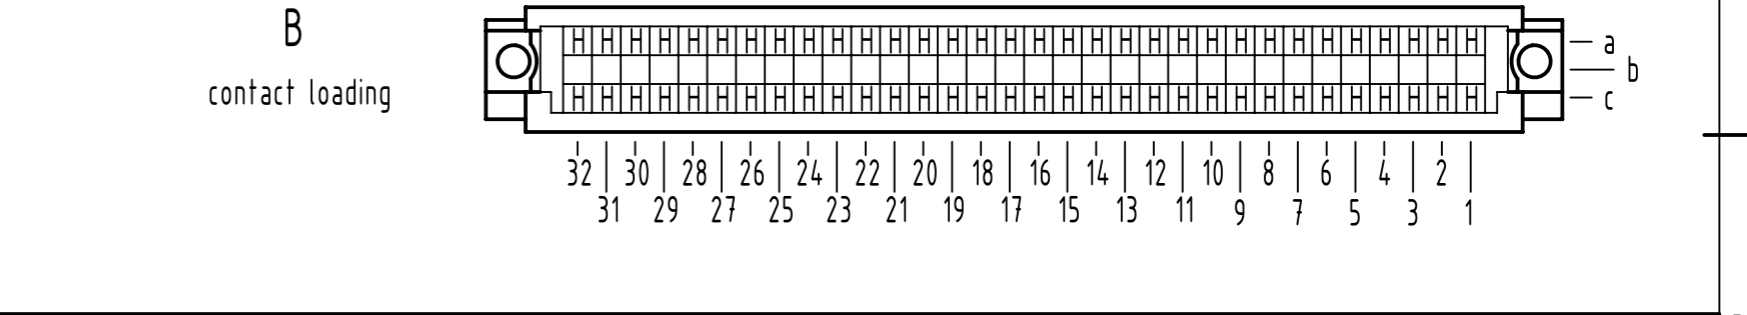 B
contact loading
H H H H H H H H H H H H H H H H H H H H H H H H H H H H H H H H a
b
H H H H H H H H H H H H H H H H H H H H H H H H H H H H H H H H c
32 30 28 26 24 22 20 18 16 14 12 10 8 6 4 2
31 29 27 25 23 21 19 17 15 13 11 9 7 5 3 1